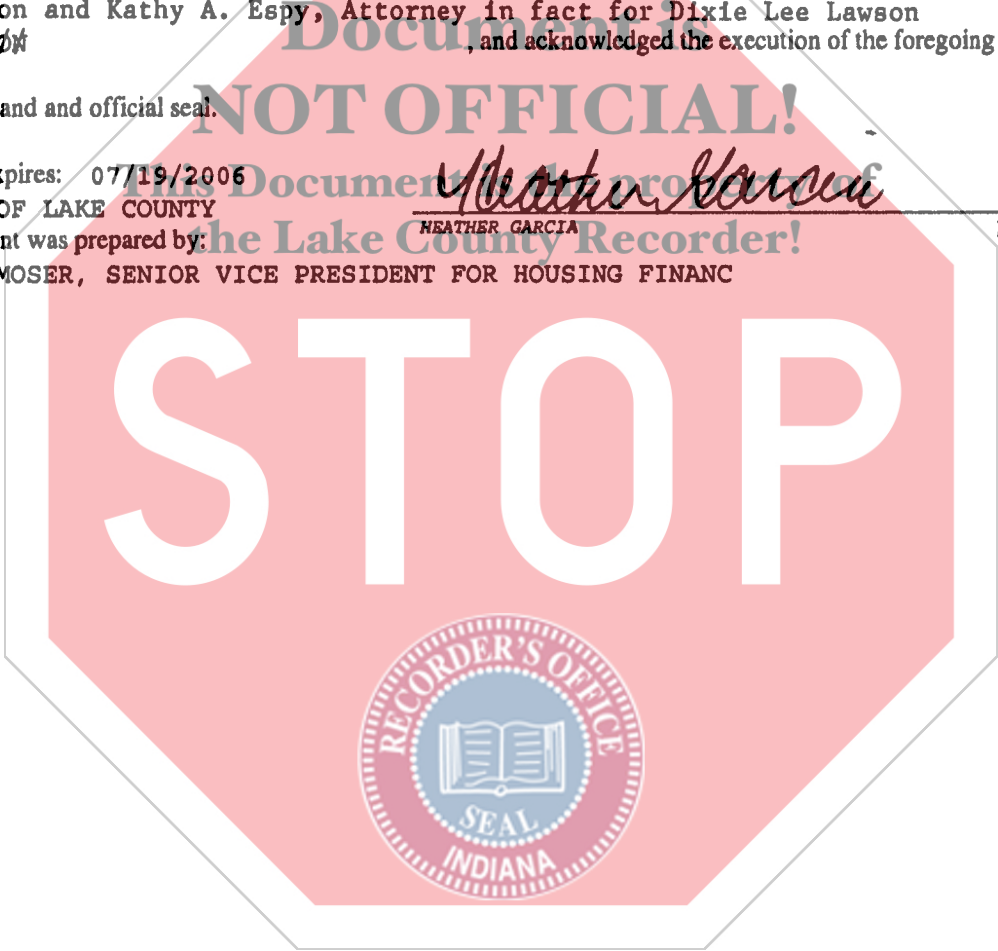 on and Kathy A. Espy, Attorney in fact for Dixie Lee Lawson
Document is
, and acknowledged the execution of the foregoing
NOT OFFICIAL!
and and official seal.
This Document is the property of
xpires: 07/19/2006
Heather Garcia
OF LAKE COUNTY
HEATHER GARCIA
the Lake County Recorder!
nt was prepared by:
MOSER, SENIOR VICE PRESIDENT FOR HOUSING FINANC
STOP
RECORDER'S OFFICE
SEAL
INDIANA